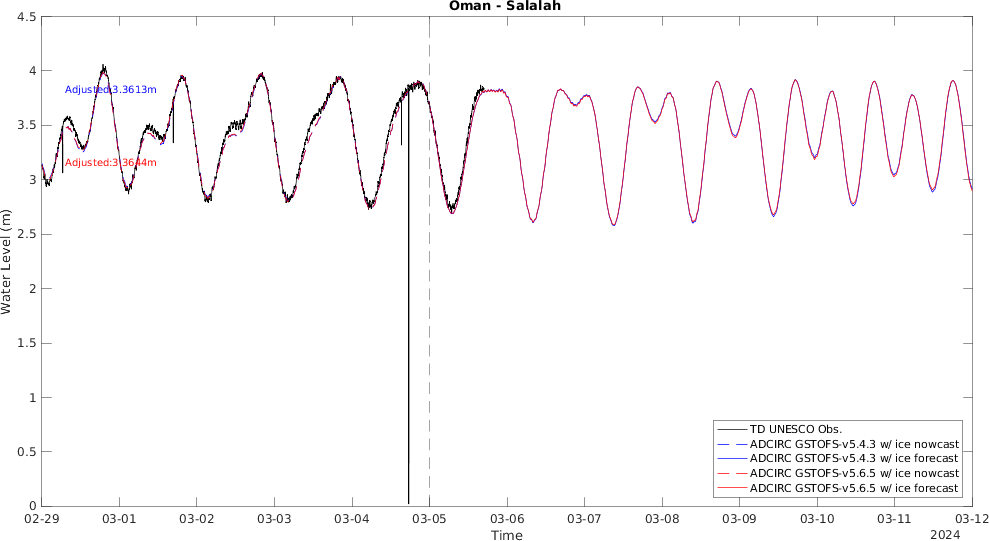 Oman - Salalah
4.5
4
3.5
3
2.5
2
1.5
1
0.5
0
Water Level (m)
Adjusted:3.3613m
Adjusted:3.3644m
TD UNESCO Obs.
ADCIRC GSTOFS-v5.4.3 w/ ice nowcast
ADCIRC GSTOFS-v5.4.3 w/ ice forecast
ADCIRC GSTOFS-v5.6.5 w/ ice nowcast
ADCIRC GSTOFS-v5.6.5 w/ ice forecast
02-29 03-01 03-02 03-03 03-04 03-05 03-06 03-07 03-08 03-09 03-10 03-11 03-12
Time
2024